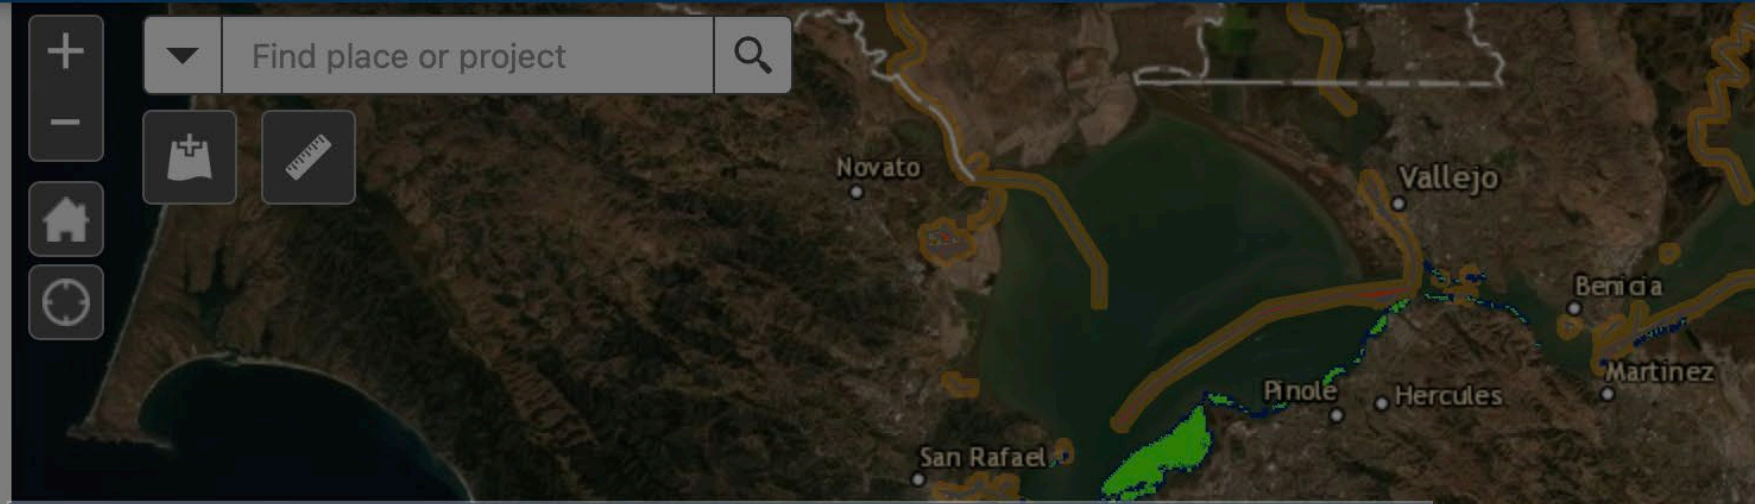 Find place or project
Novato
Vallejo
Benicia
Martinez
Pinole
Hercules
San Rafael